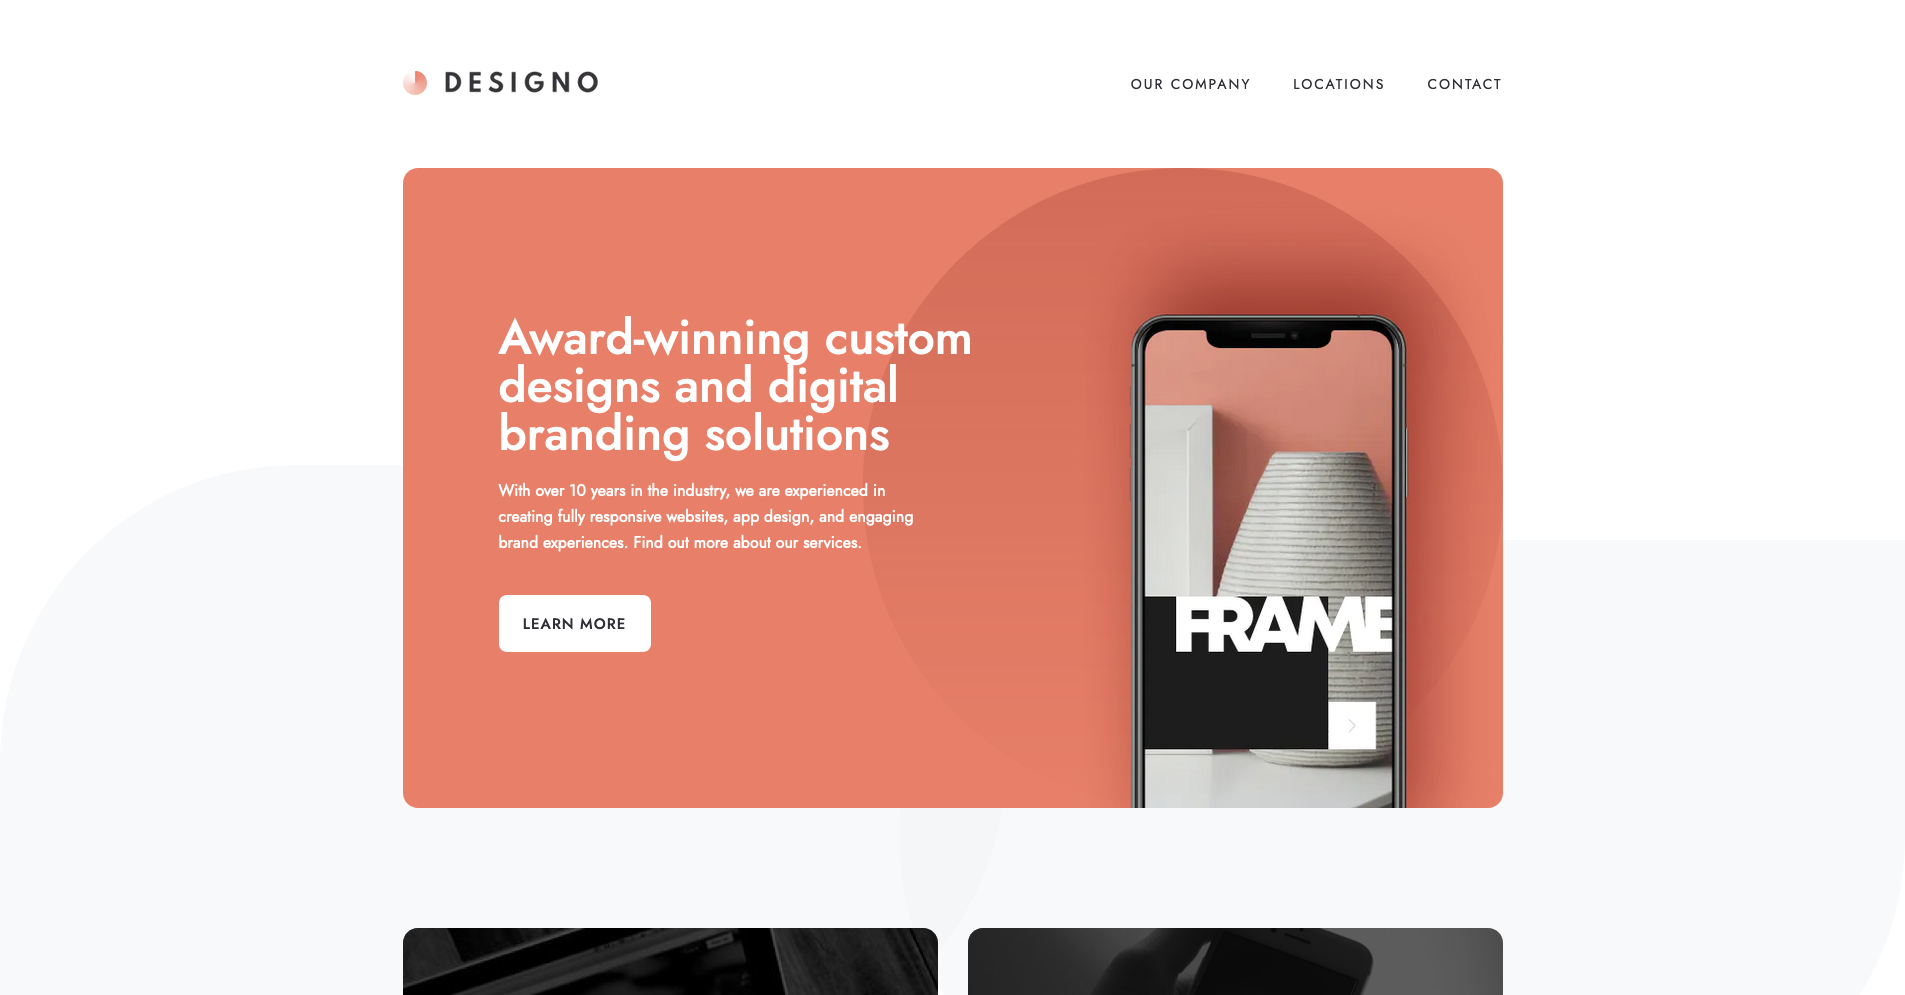 DESIGNO
OUR COMPANY LOCATIONS CONTACT
Award-winning custom
designs and digital
branding solutions
With over 10 years in the industry, we are experienced in
creating fully responsive websites, app design, and engaging
brand experiences. Find out more about our services.
LEARN MORE
FRAME